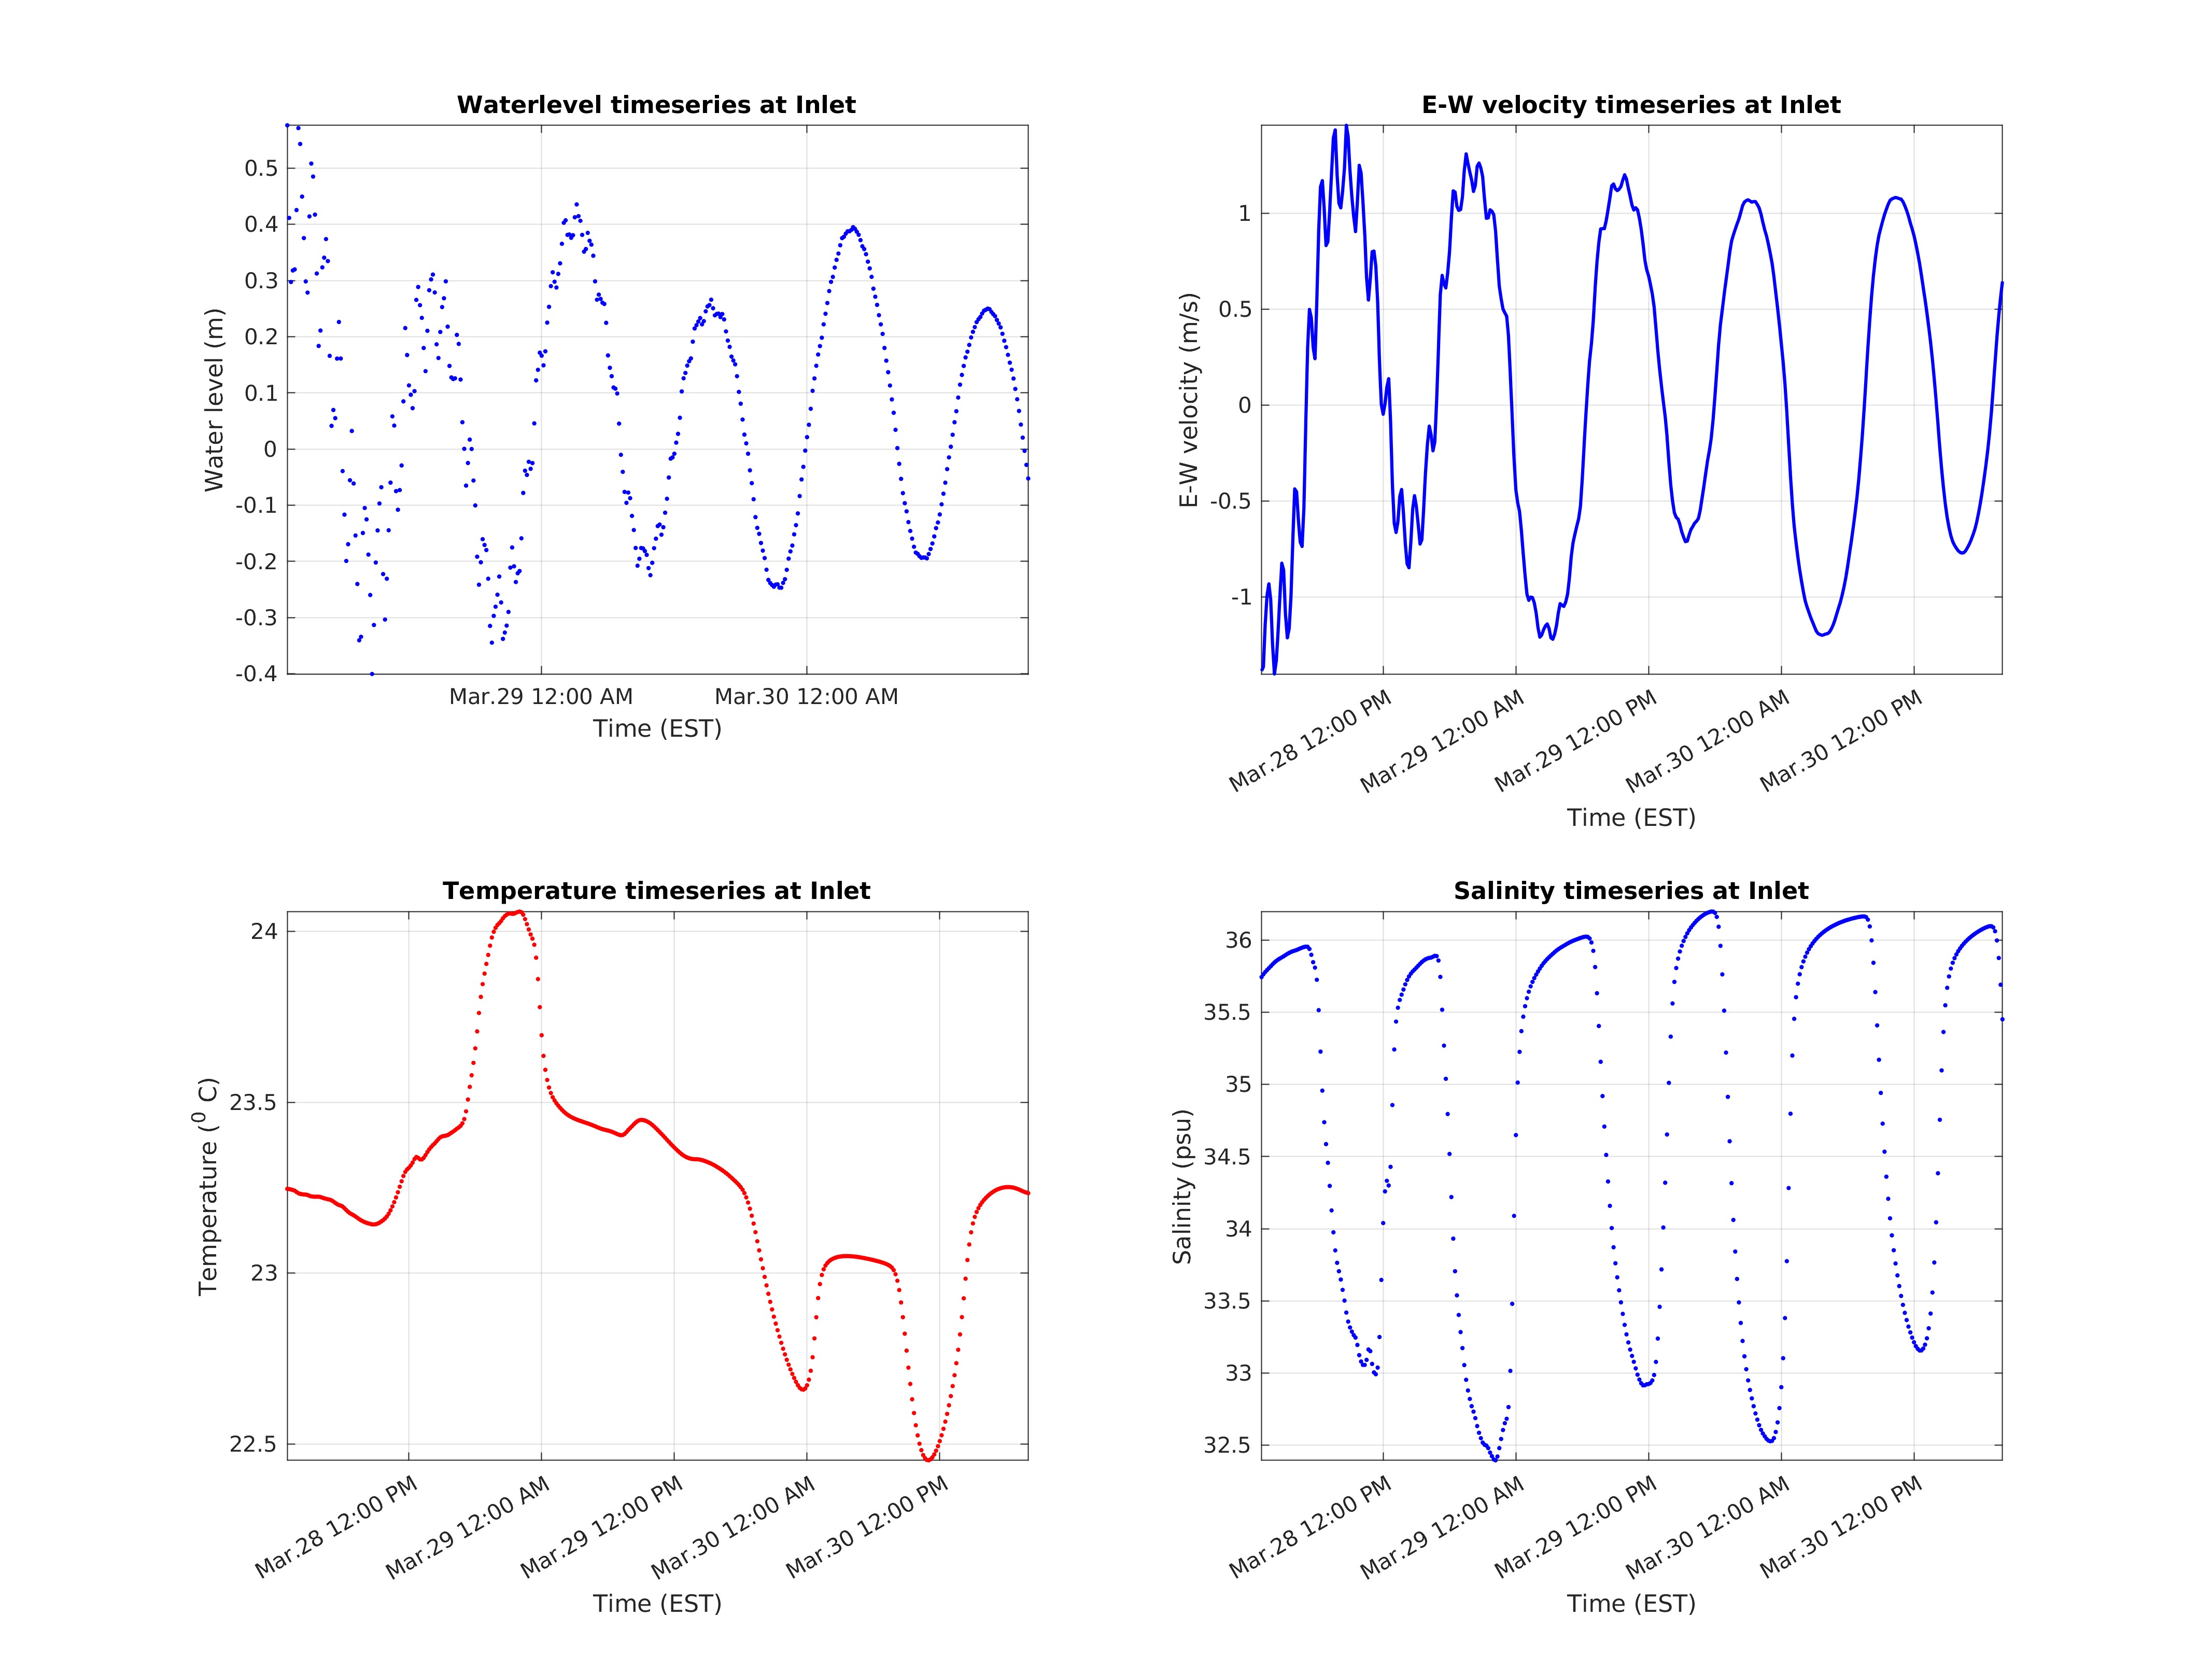 Waterlevel timeseries at Inlet
Water level (m)
0.5
0.4
0.3
0.2
0.1
0
-0.1
-0.2
-0.3
-0.4
Mar.29 12:00 AM
Mar.30 12:00 AM
Time (EST)
E-W velocity timeseries at Inlet
E-W velocity (m/s)
1
0.5
0
-0.5
-1
Mar.28 12:00 PM
Mar.29 12:00 AM
Mar.29 12:00 PM
Mar.30 12:00 AM
Mar.30 12:00 PM
Time (EST)
Temperature timeseries at Inlet
Temperature (⁰ C)
24
23.5
23
22.5
Mar.28 12:00 PM
Mar.29 12:00 AM
Mar.29 12:00 PM
Mar.30 12:00 AM
Mar.30 12:00 PM
Time (EST)
Salinity timeseries at Inlet
Salinity (psu)
36
35.5
35
34.5
34
33.5
33
32.5
Mar.28 12:00 PM
Mar.29 12:00 AM
Mar.29 12:00 PM
Mar.30 12:00 AM
Mar.30 12:00 PM
Time (EST)